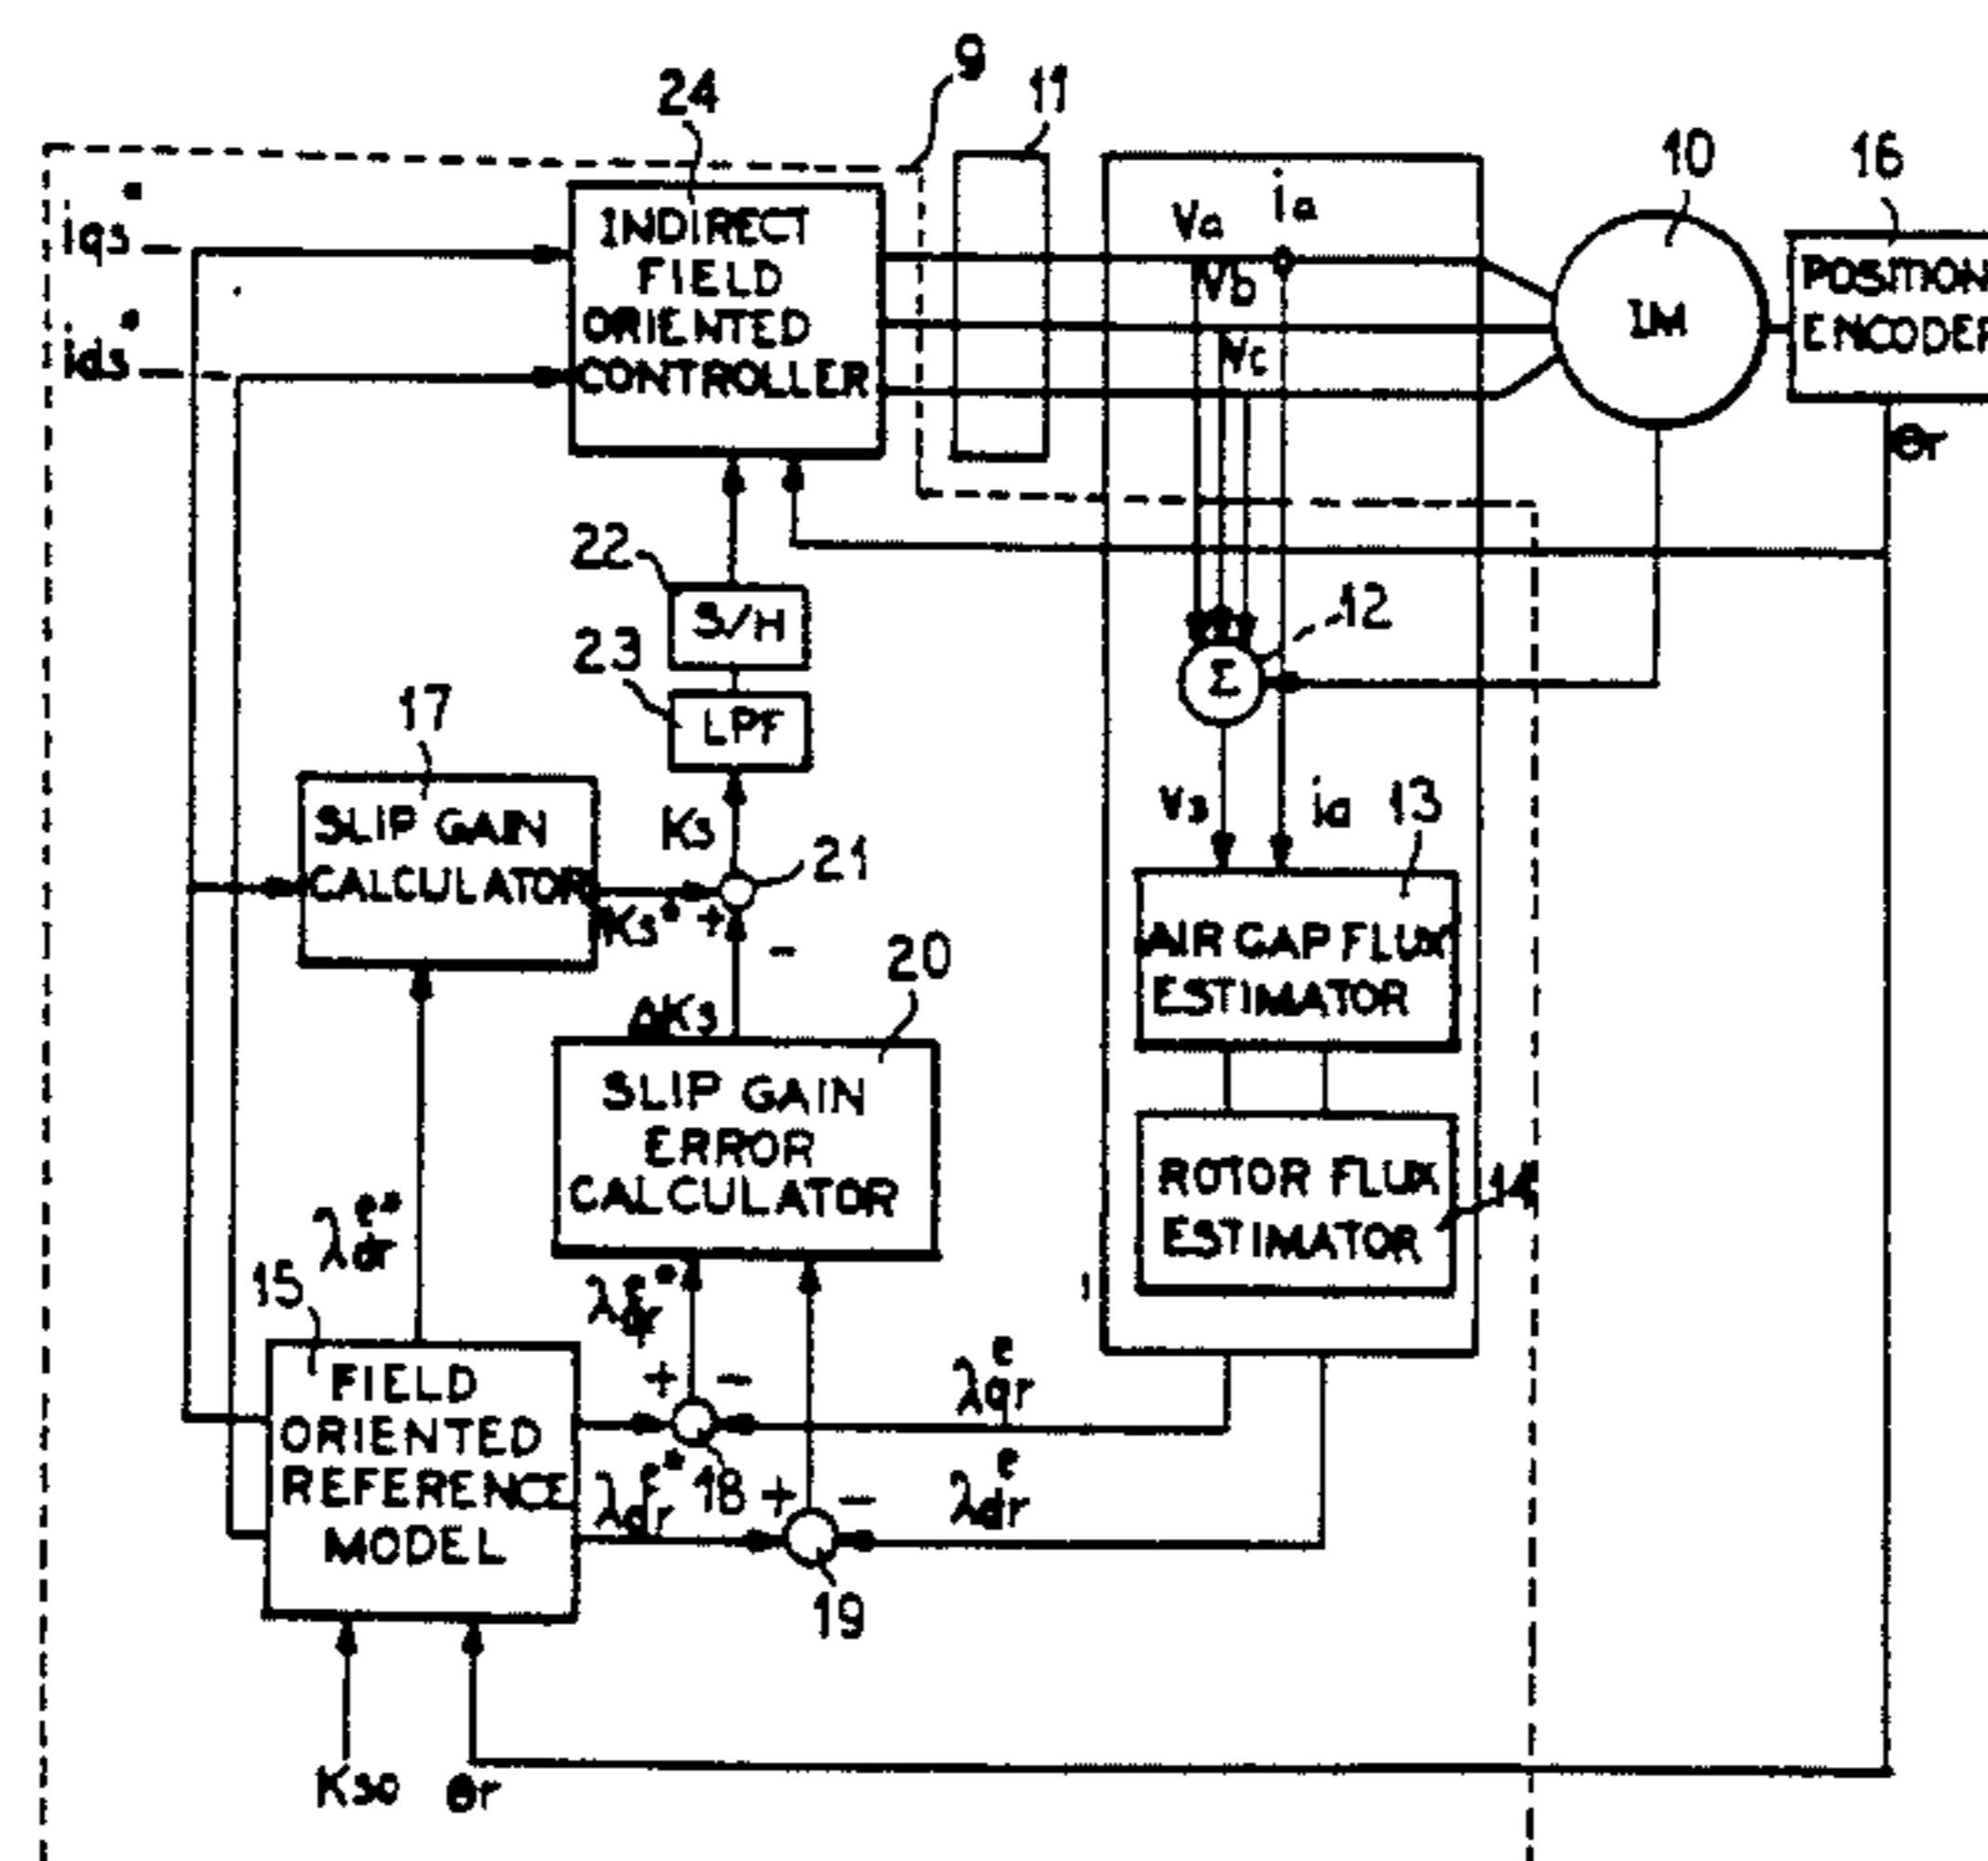 9
24
11
10
16
iqs*
ids*
INDIRECT
FIELD
ORIENTED
CONTROLLER
Va
ia
Vb
Vc
IM
POSITION
ENCODER
θr
22
S/H
23
LPF
12
Σ
17
SLIP GAIN
CALCULATOR
Ks
21
Ks* +
-
Vs
ia
13
AIR GAP FLUX
ESTIMATOR
ΔKs
20
SLIP GAIN
ERROR
CALCULATOR
ROTOR FLUX
ESTIMATOR
14
λdr e*
15
FIELD
ORIENTED
REFERENCE
MODEL
+ -
λqr e
18
+ -
λdr e
19
Kso
θr